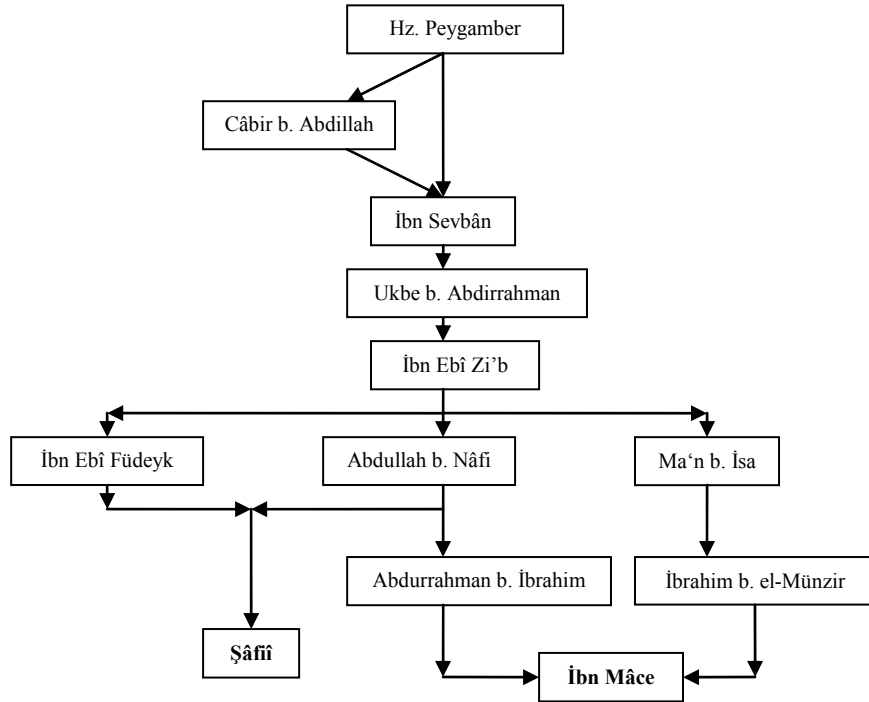 Hz. Peygamber
Câbir b. Abdillah
İbn Sevbân
Ukbe b. Abdirrahman
İbn Ebî Zi’b
İbn Ebî Füdeyk
Abdullah b. Nâfi
Ma‘n b. İsa
Abdurrahman b. İbrahim
İbrahim b. el-Münzir
Şâfiî
İbn Mâce